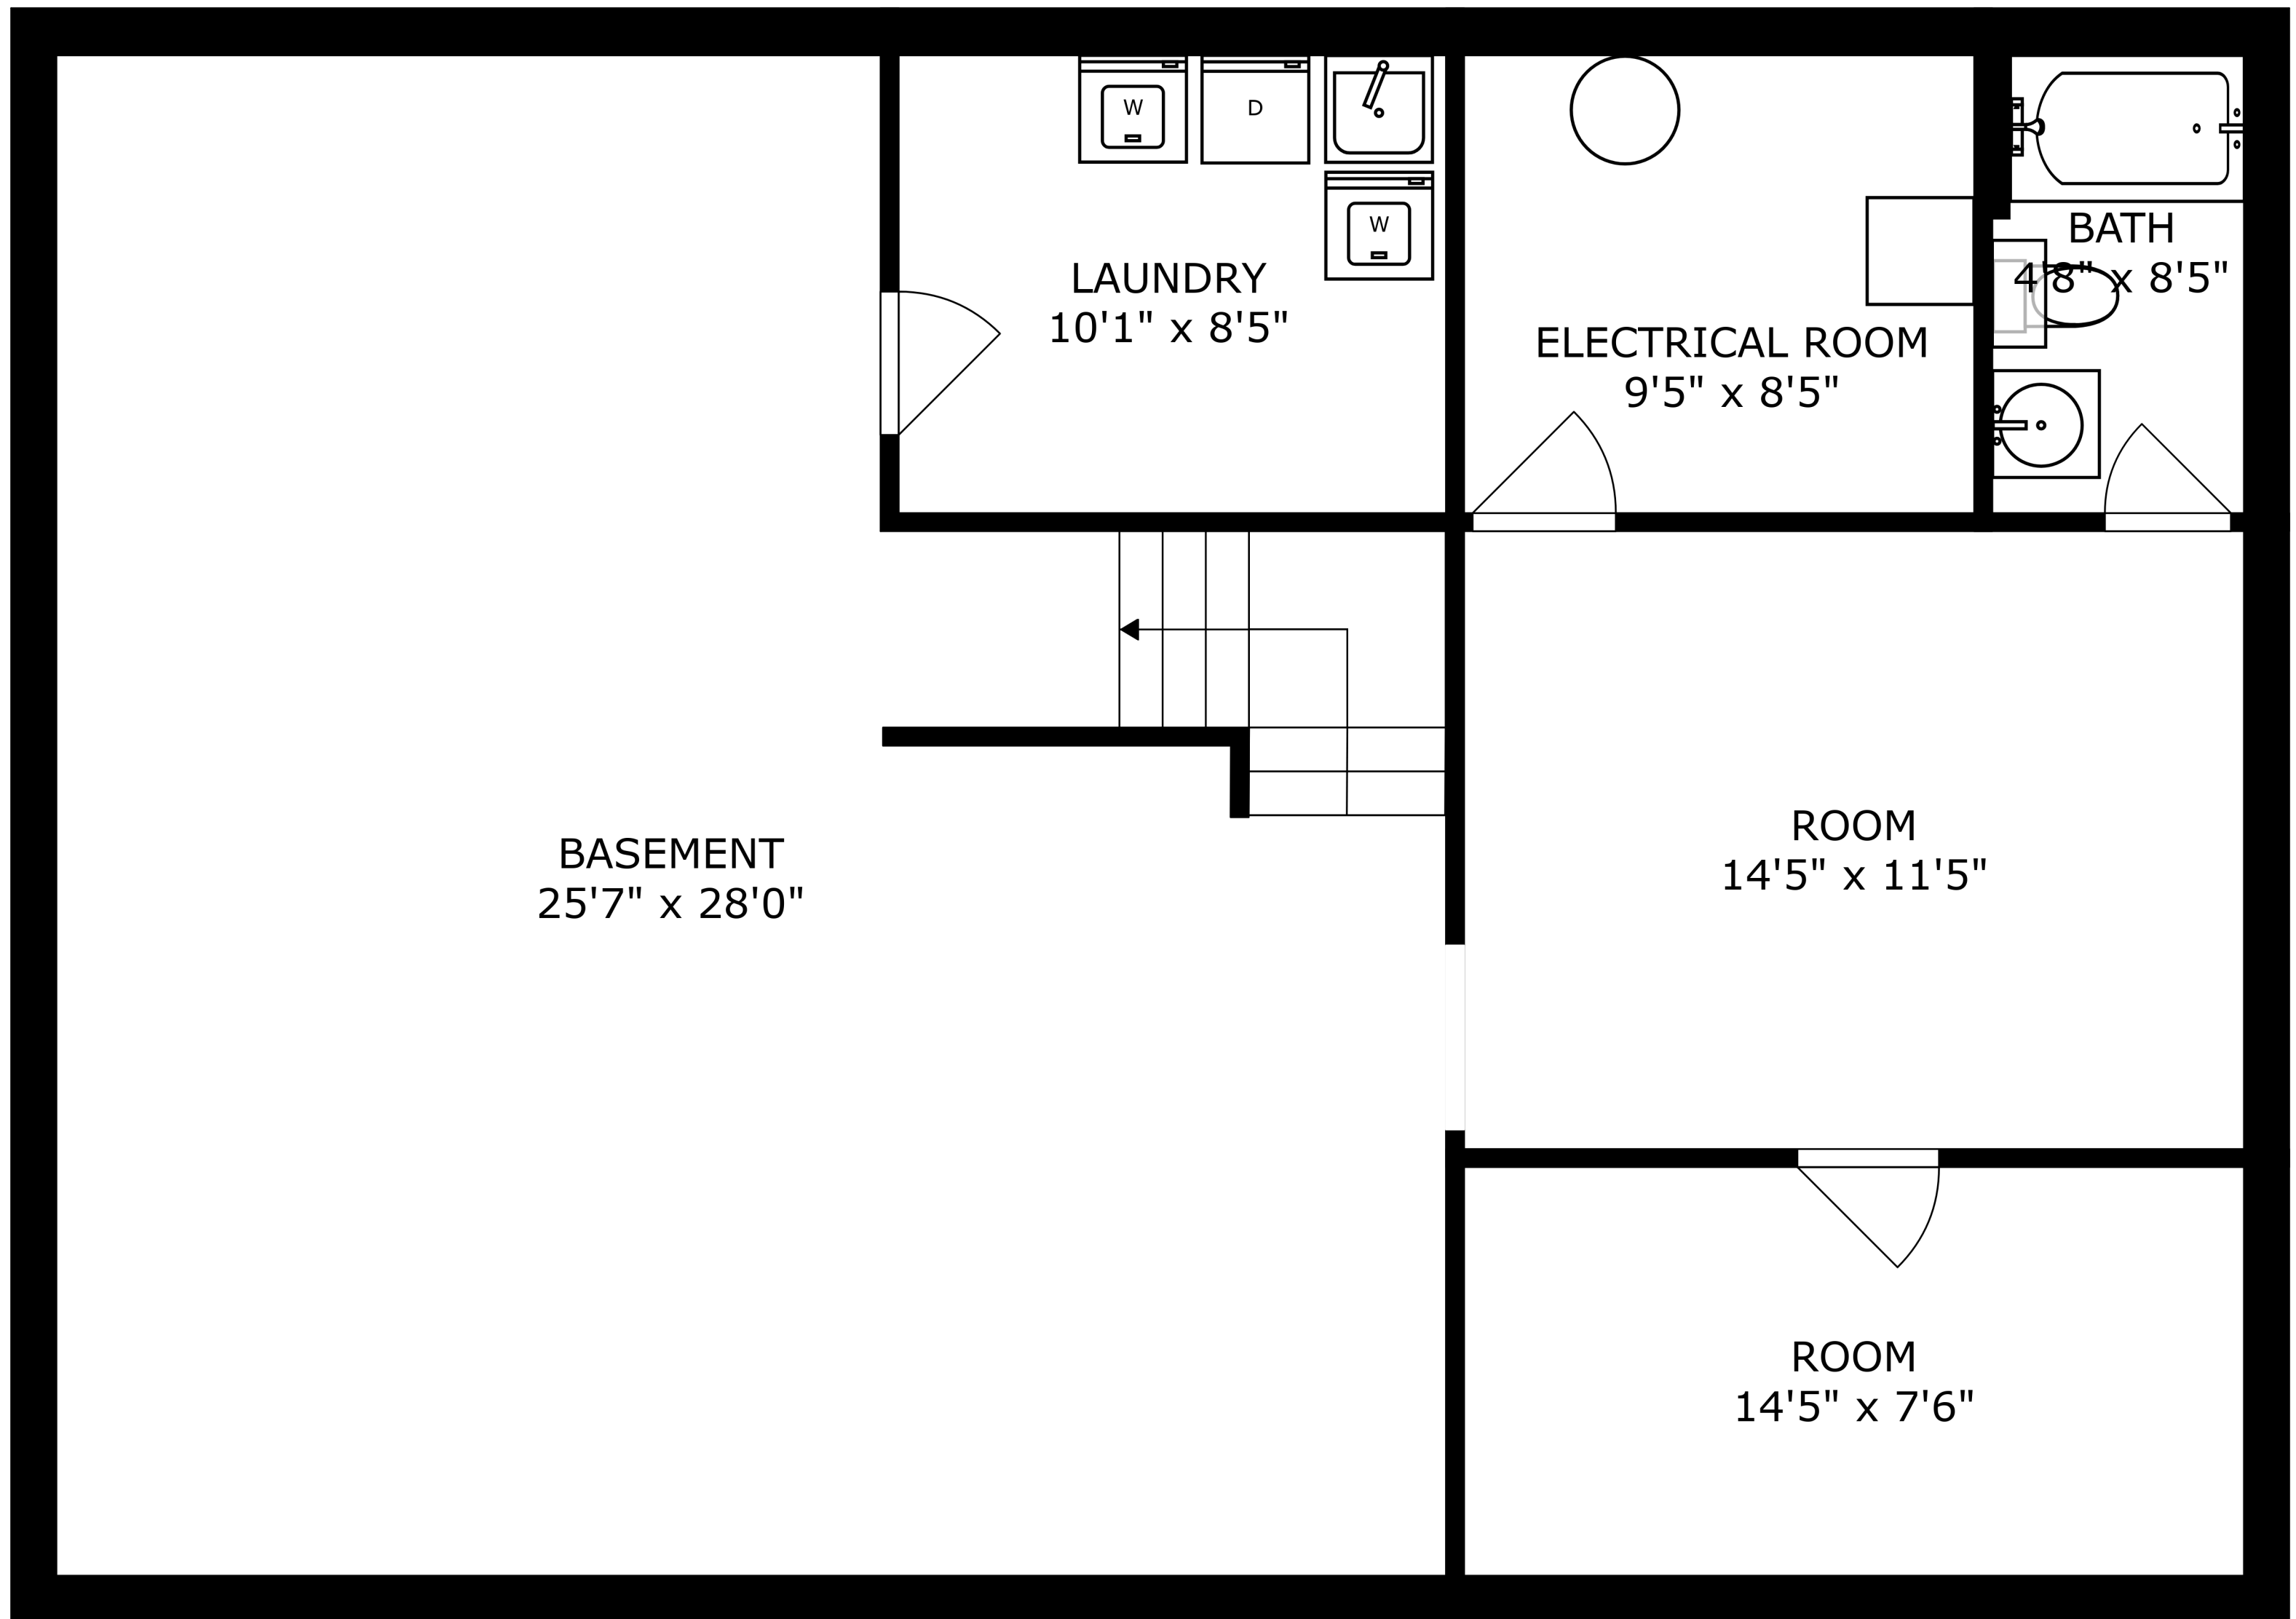 W
D
W
LAUNDRY
10'1" x 8'5"
ELECTRICAL ROOM
9'5" x 8'5"
BATH
4'8" x 8'5"
BASEMENT
25'7" x 28'0"
ROOM
14'5" x 11'5"
ROOM
14'5" x 7'6"